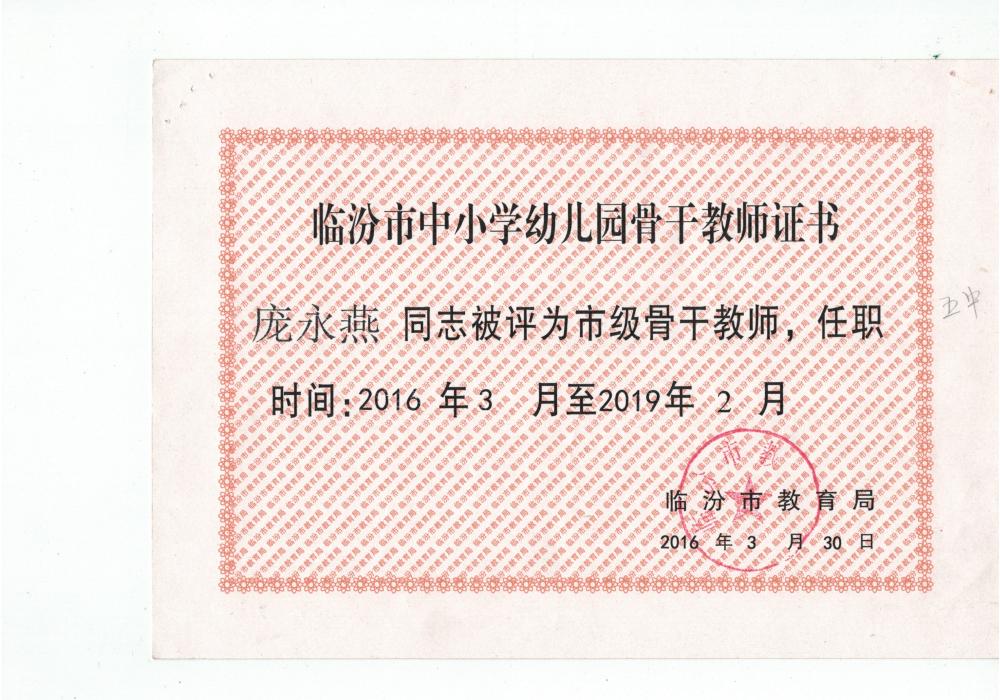 临汾市中小学幼儿园骨干教师证书
庞永燕 同志被评为市级骨干教师，任职
时间:2016 年 3 月至2019年 2 月
临汾市教育局
2016 年 3 月 30 日
五中